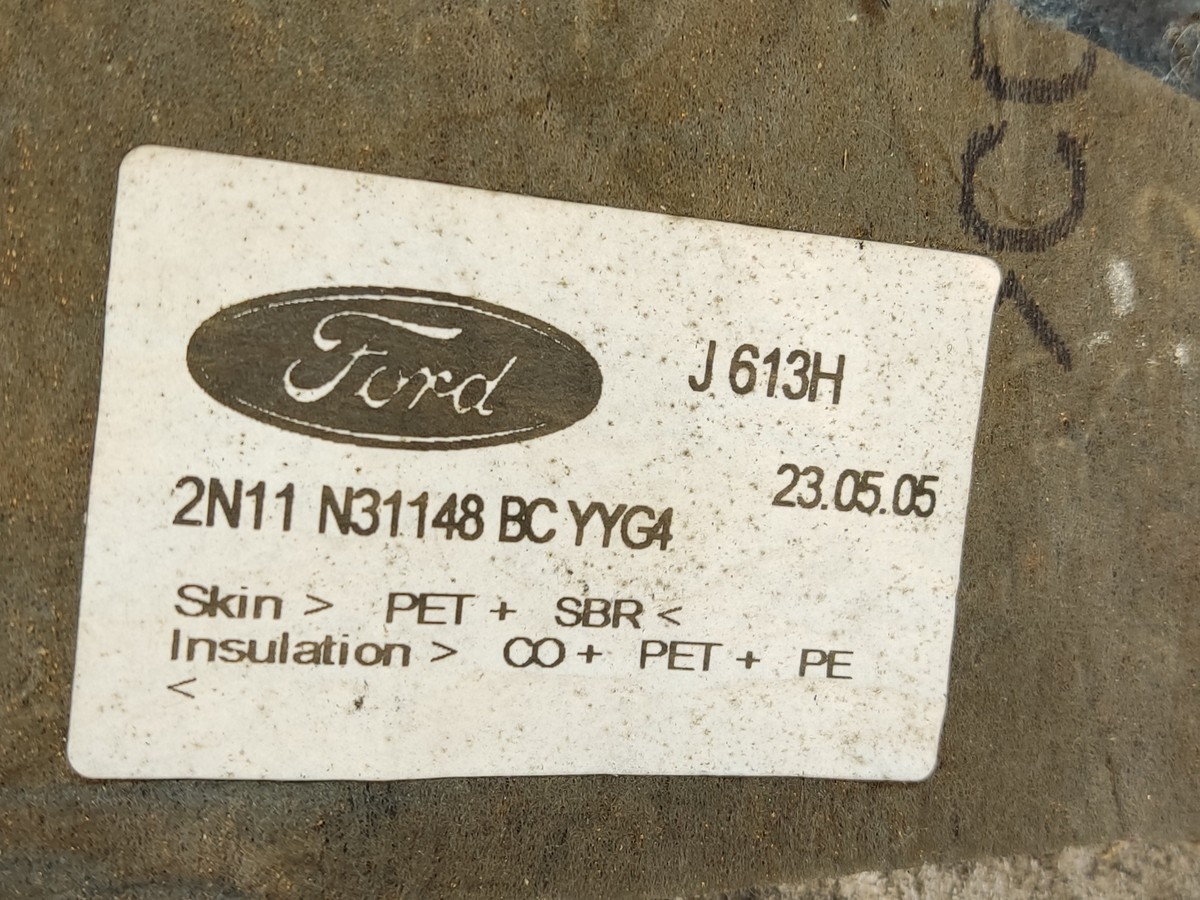 Ford
J 613H
23.05.05
2N11 N31148 BC YYG4
Skin > PET + SBR <
Insulation > CO + PET + PE
<